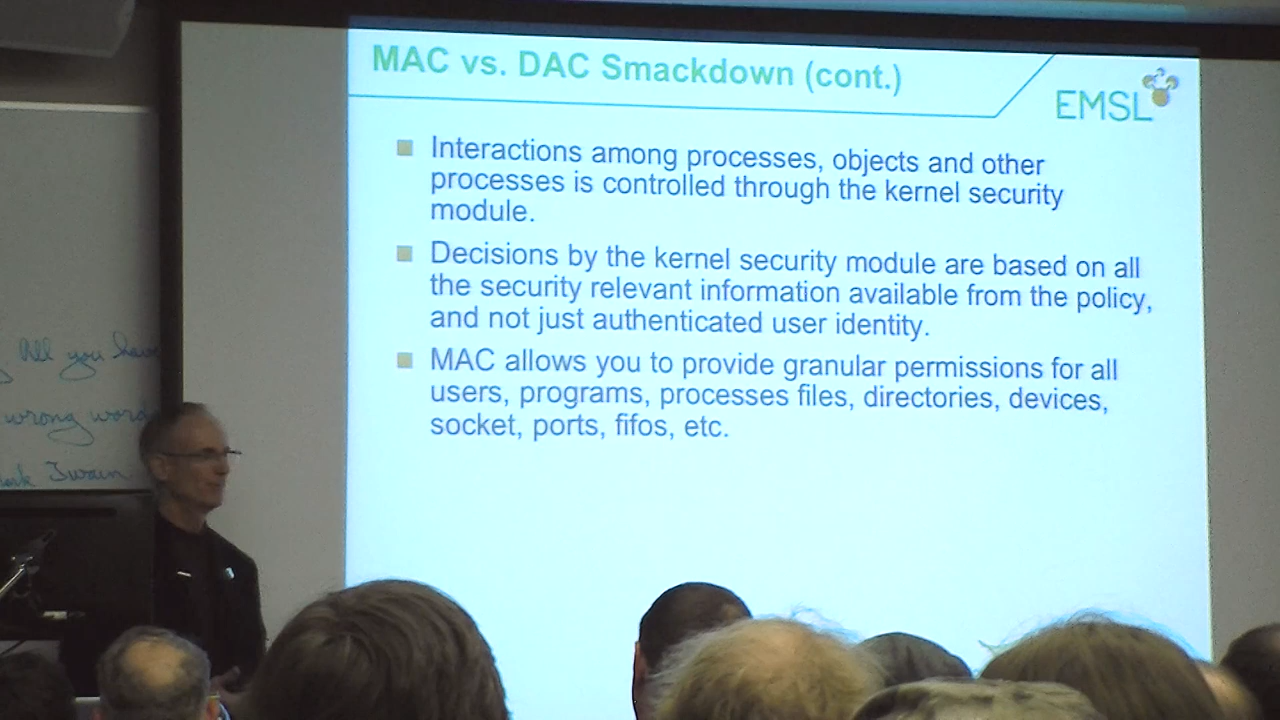 MAC vs. DAC Smackdown (cont.)
EMSL
Interactions among processes, objects and other
processes is controlled through the kernel security
module.
Decisions by the kernel security module are based on all
the security relevant information available from the policy,
and not just authenticated user identity.
MAC allows you to provide granular permissions for all
users, programs, processes files, directories, devices,
socket, ports, fifos, etc.
All you have
wrong word
Twain